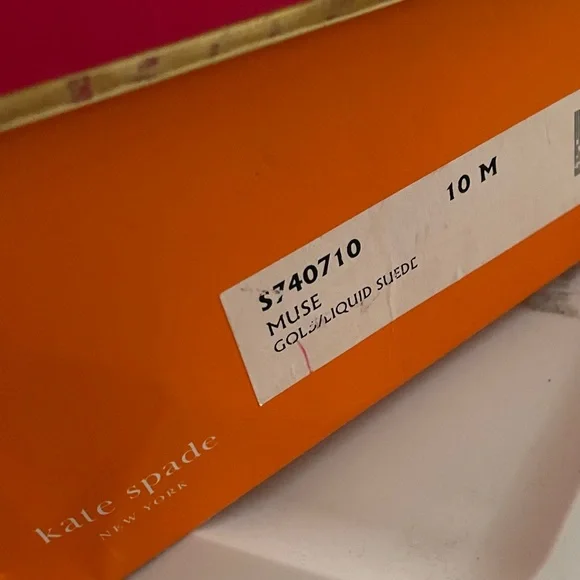 S740710
10 M
MUSE
GOLD/LIQUID SUEDE
kate spade
NEW YORK